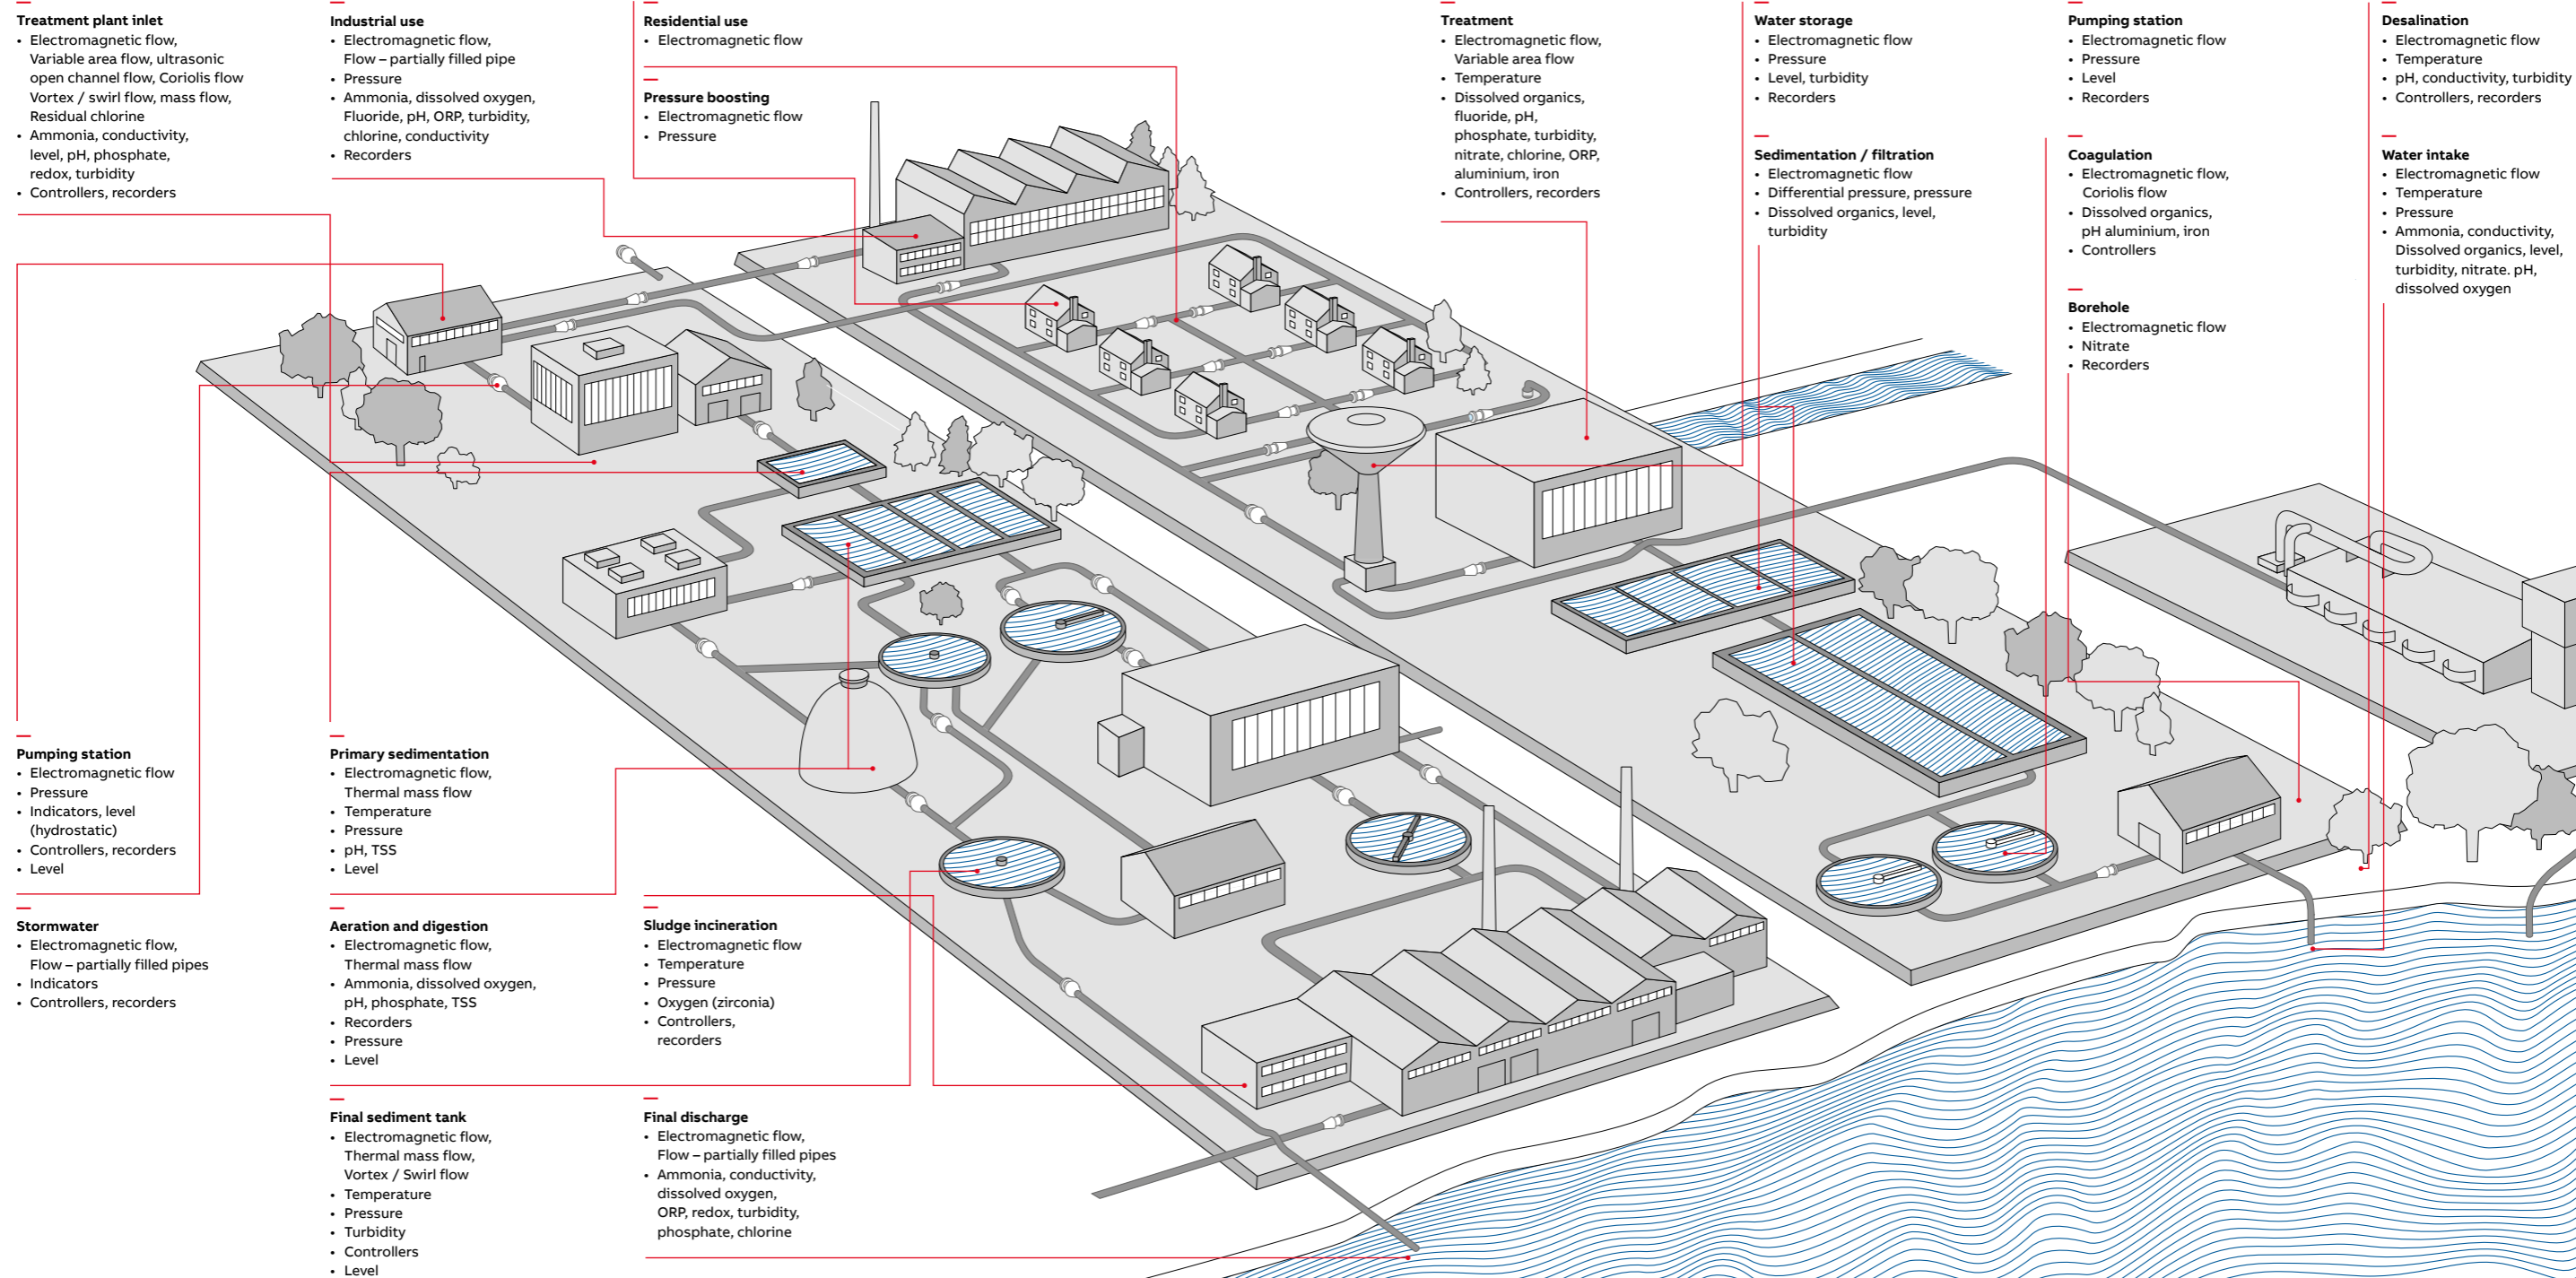 Treatment plant inlet
• Electromagnetic flow,
Variable area flow, ultrasonic
open channel flow, Coriolis flow
Vortex / swirl flow, mass flow,
Residual chlorine
• Ammonia, conductivity,
level, pH, phosphate,
redox, turbidity
• Controllers, recorders
Industrial use
• Electromagnetic flow,
Flow – partially filled pipe
• Pressure
• Ammonia, dissolved oxygen,
Fluoride, pH, ORP, turbidity,
chlorine, conductivity
• Recorders
Residential use
• Electromagnetic flow
Pressure boosting
• Electromagnetic flow
• Pressure
Treatment
• Electromagnetic flow,
Variable area flow
• Temperature
• Dissolved organics,
fluoride, pH,
phosphate, turbidity,
nitrate, chlorine, ORP,
aluminium, iron
• Controllers, recorders
Water storage
• Electromagnetic flow
• Pressure
• Level, turbidity
• Recorders
Sedimentation / filtration
• Electromagnetic flow
• Differential pressure, pressure
• Dissolved organics, level,
turbidity
Pumping station
• Electromagnetic flow
• Pressure
• Level
• Recorders
Coagulation
• Electromagnetic flow,
Coriolis flow
• Dissolved organics,
pH aluminium, iron
• Controllers
Borehole
• Electromagnetic flow
• Nitrate
• Recorders
Desalination
• Electromagnetic flow
• Temperature
• pH, conductivity, turbidity
• Controllers, recorders
Water intake
• Electromagnetic flow
• Temperature
• Pressure
• Ammonia, conductivity,
Dissolved organics, level,
turbidity, nitrate. pH,
dissolved oxygen
Pumping station
• Electromagnetic flow
• Pressure
• Indicators, level
(hydrostatic)
• Controllers, recorders
• Level
Stormwater
• Electromagnetic flow,
Flow – partially filled pipes
• Indicators
• Controllers, recorders
Primary sedimentation
• Electromagnetic flow,
Thermal mass flow
• Temperature
• Pressure
• pH, TSS
• Level
Aeration and digestion
• Electromagnetic flow,
Thermal mass flow
• Ammonia, dissolved oxygen,
pH, phosphate, TSS
• Recorders
• Pressure
• Level
Final sediment tank
• Electromagnetic flow,
Thermal mass flow,
Vortex / Swirl flow
• Temperature
• Pressure
• Turbidity
• Controllers
• Level
Sludge incineration
• Electromagnetic flow
• Temperature
• Pressure
• Oxygen (zirconia)
• Controllers,
recorders
Final discharge
• Electromagnetic flow,
Flow – partially filled pipes
• Ammonia, conductivity,
dissolved oxygen,
ORP, redox, turbidity,
phosphate, chlorine